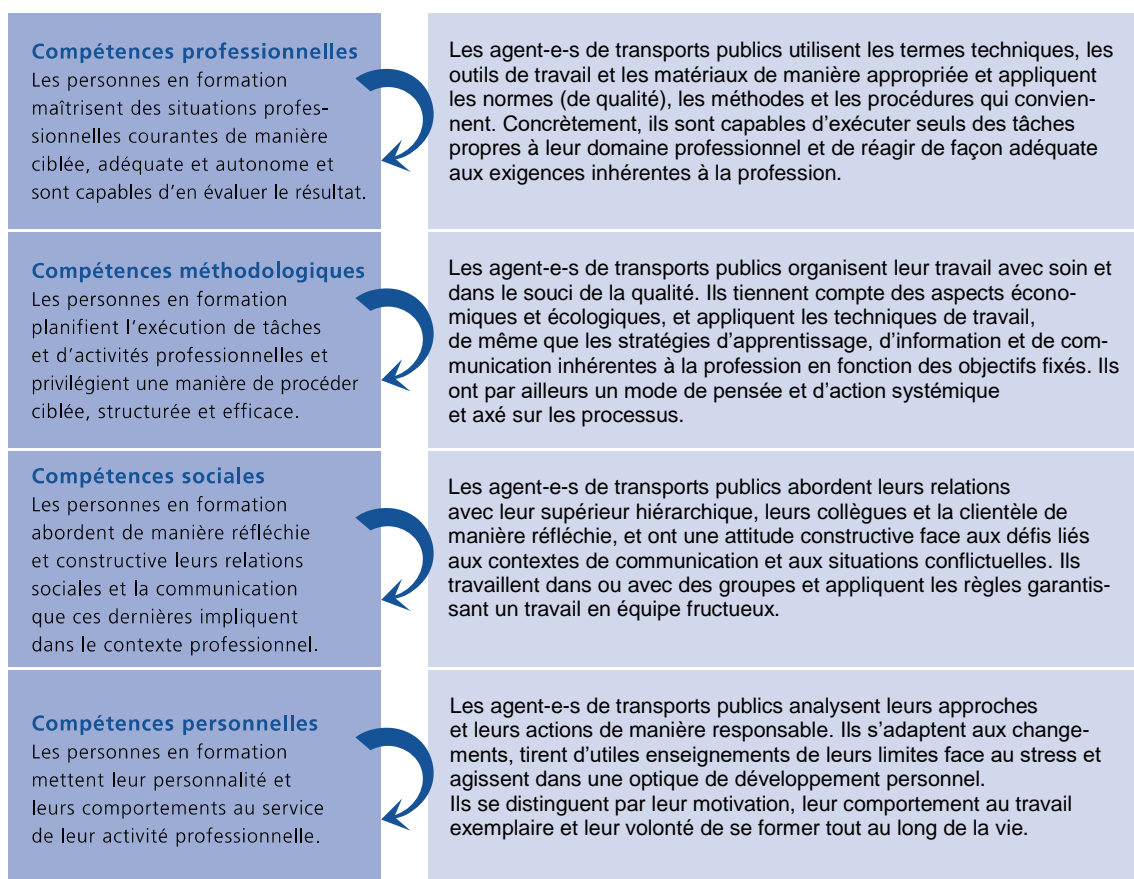 Compétences professionnelles
Les personnes en formation
maîtrisent des situations profes-
sionnelles courantes de manière
ciblée, adéquate et autonome et
sont capables d'en évaluer le résultat.
Les agent-e-s de transports publics utilisent les termes techniques, les
outils de travail et les matériaux de manière appropriée et appliquent
les normes (de qualité), les méthodes et les procédures qui convien-
nent. Concrètement, ils sont capables d'exécuter seuls des tâches
propres à leur domaine professionnel et de réagir de façon adéquate
aux exigences inhérentes à la profession.
Compétences méthodologiques
Les personnes en formation
planifient l'exécution de tâches
et d'activités professionnelles et
privilégient une manière de procéder
ciblée, structurée et efficace.
Les agent-e-s de transports publics organisent leur travail avec soin et
dans le souci de la qualité. Ils tiennent compte des aspects écono-
miques et écologiques, et appliquent les techniques de travail,
de même que les stratégies d'apprentissage, d'information et de com-
munication inhérentes à la profession en fonction des objectifs fixés. Ils
ont par ailleurs un mode de pensée et d'action systémique
et axé sur les processus.
Compétences sociales
Les personnes en formation
abordent de manière réfléchie
et constructive leurs relations
sociales et la communication
que ces dernières impliquent
dans le contexte professionnel.
Les agent-e-s de transports publics abordent leurs relations
avec leur supérieur hiérarchique, leurs collègues et la clientèle de
manière réfléchie, et ont une attitude constructive face aux défis liés
aux contextes de communication et aux situations conflictuelles. Ils
travaillent dans ou avec des groupes et appliquent les règles garantis-
sant un travail en équipe fructueux.
Compétences personnelles
Les personnes en formation
mettent leur personnalité et
leurs comportements au service
de leur activité professionnelle.
Les agent-e-s de transports publics analysent leurs approches
et leurs actions de manière responsable. Ils s'adaptent aux change-
ments, tirent d'utiles enseignements de leurs limites face au stress et
agissent dans une optique de développement personnel.
Ils se distinguent par leur motivation, leur comportement au travail
exemplaire et leur volonté de se former tout au long de la vie.